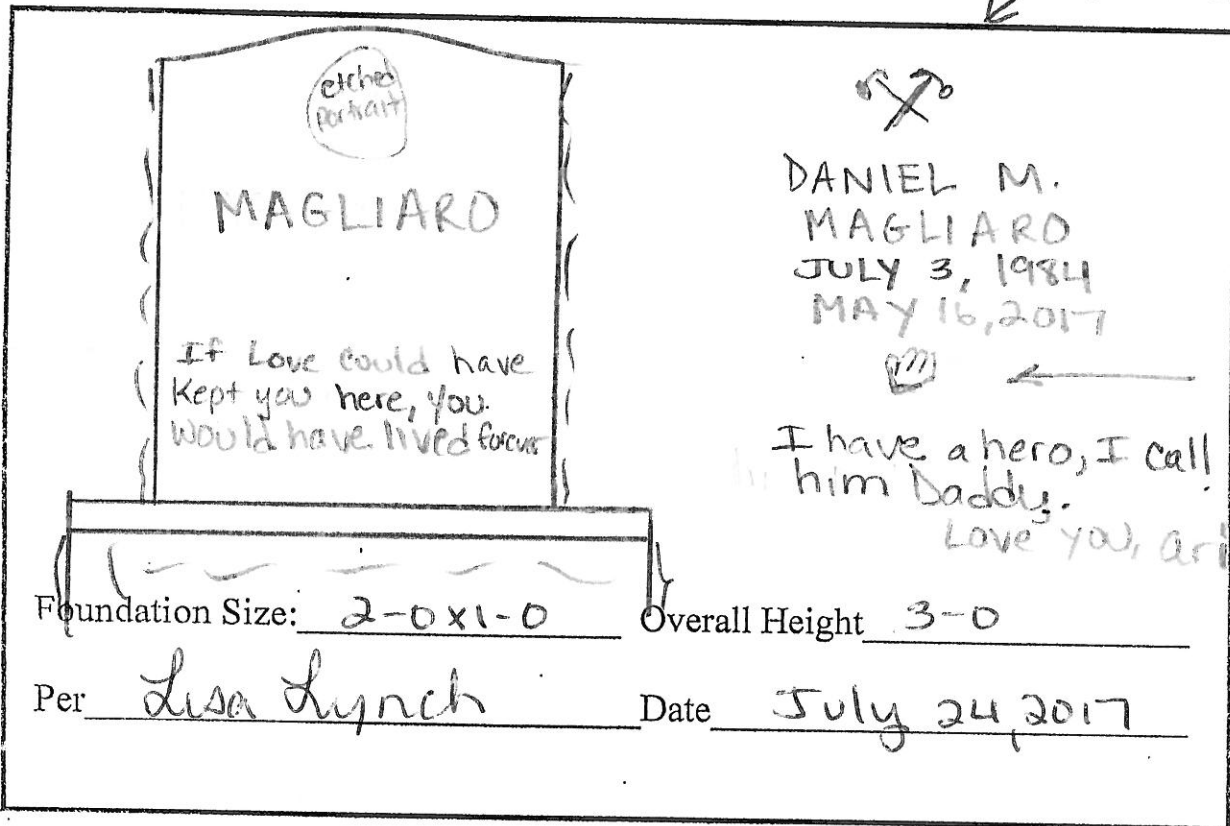 etched
portrait
MAGLIARO
If Love could have
Kept you here, you
would have lived forever
DANIEL M.
MAGLIARO
JULY 3, 1984
MAY 16, 2017
I have a hero, I call
him Daddy.
Love you, ari
Foundation Size: 2-0x1-0
Overall Height 3-0
Per Lisa Lynch
Date July 24, 2017